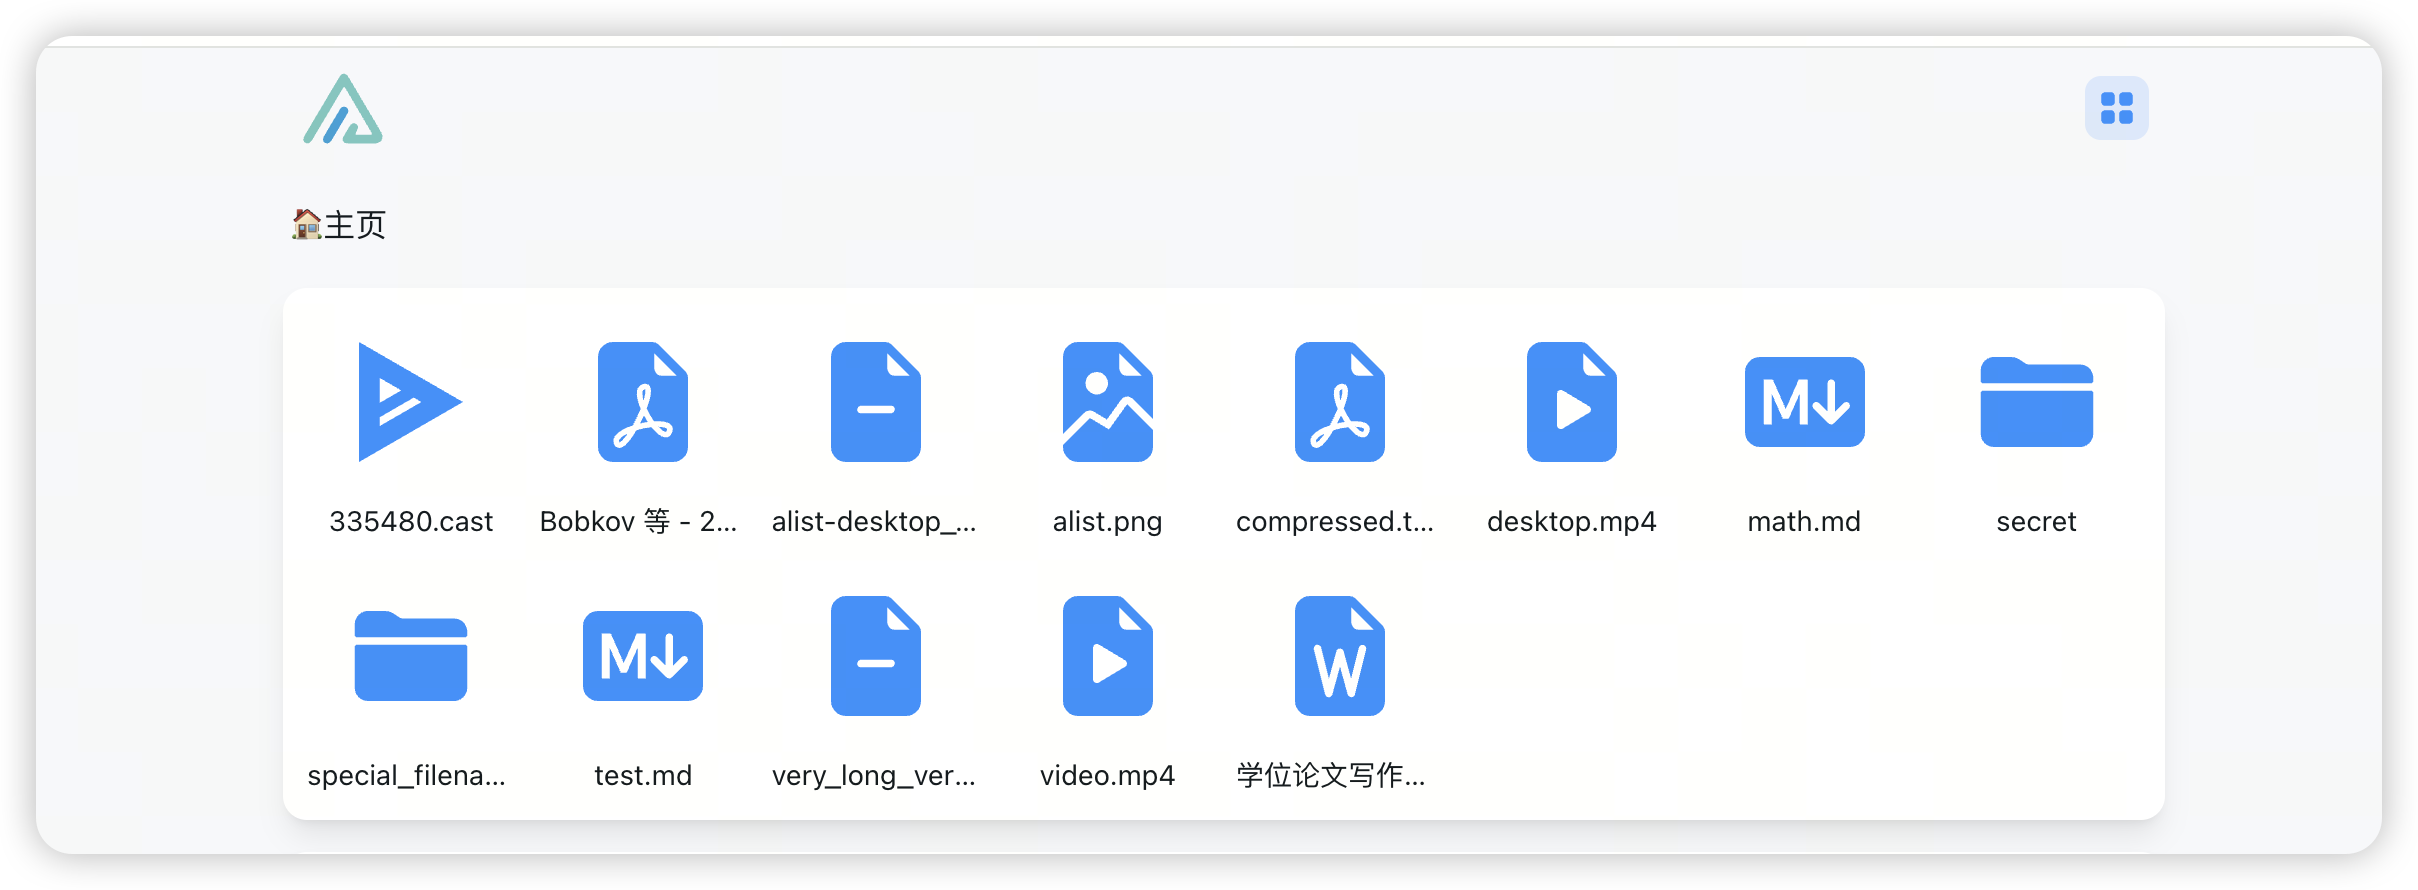 🏠主页
335480.cast
Bobkov 等 - 2...
alist-desktop_...
alist.png
compressed.t...
desktop.mp4
M↓
math.md
secret
special_filena...
M↓
test.md
very_long_ver...
video.mp4
W
学位论文写作...